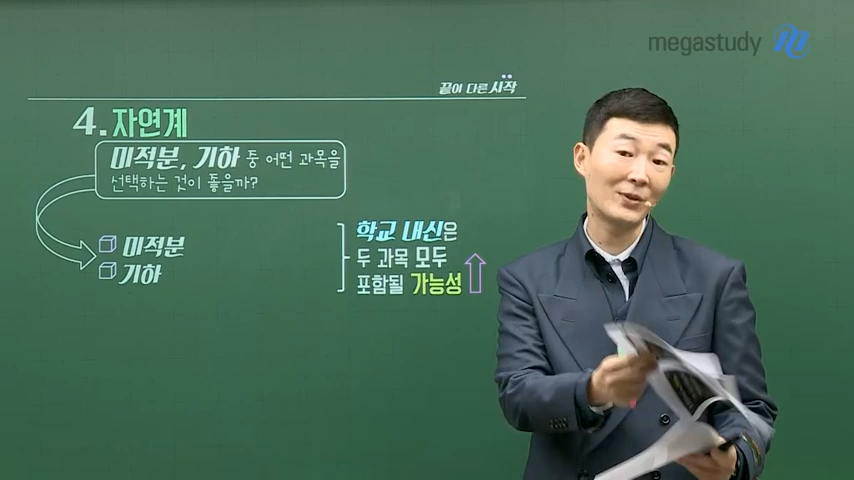 megastudy
끝이 다른 시작
4. 자연계
미적분, 기하 중 어떤 과목을
선택하는 것이 좋을까?
미적분
기하
학교 내신은
두 과목 모두
포함될 가능성